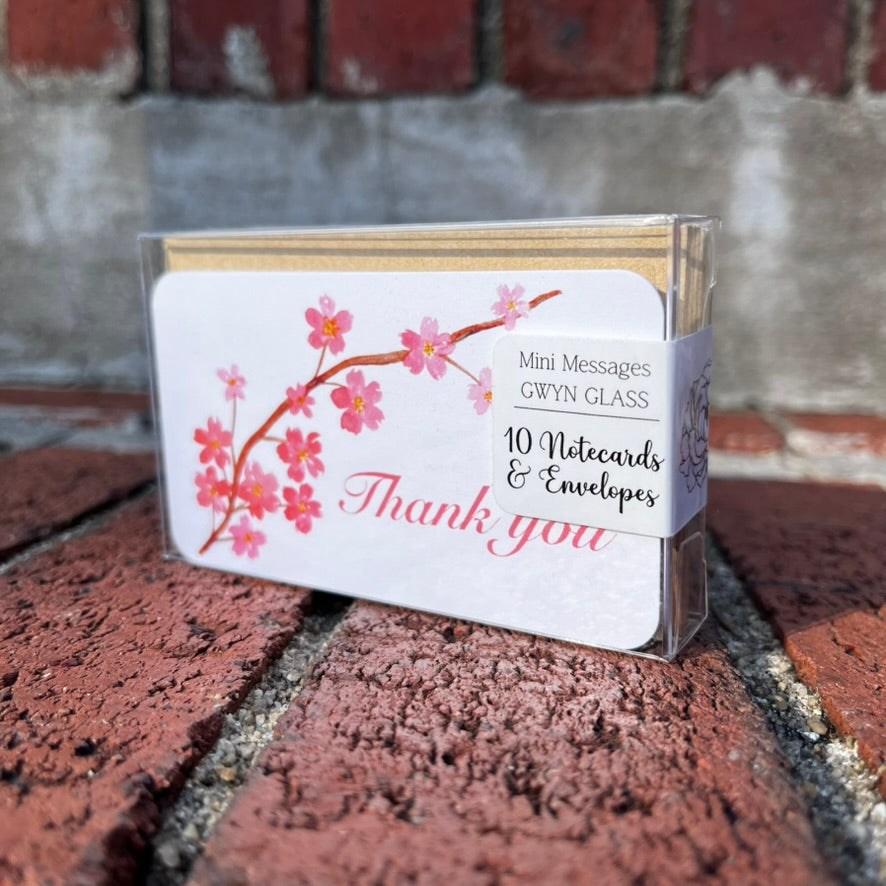 Mini Messages
GWYN GLASS
10 Notecards
& Envelopes
Thank you